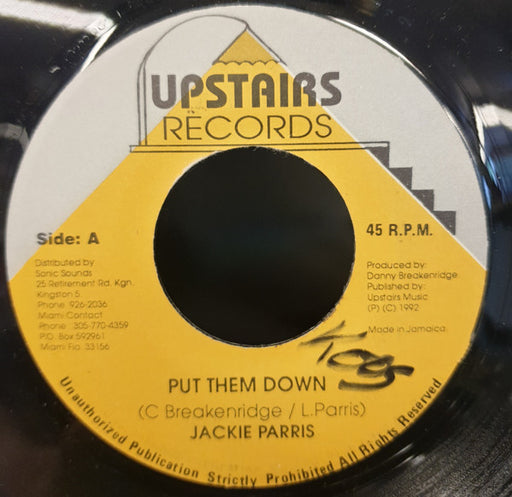 UPSTAIRS
RECORDS
Side: A
45 R.P.M.
Distributed by
Sonic Sounds
25 Retirement Rd. Kgn.
Kingston 5.
Phone 926-2036
Miami Contact
Phone 305-770-4359
P.O. Box 592961
Miami Fla. 33156
Produced by:
Danny Breakenridge.
Published by:
Upstairs Music
(P) (C) 1992
Made in Jamaica
PUT THEM DOWN
(C Breakenridge / L.Parris)
JACKIE PARRIS
Unauthorized Publication Strictly Prohibited All Rights Reserved